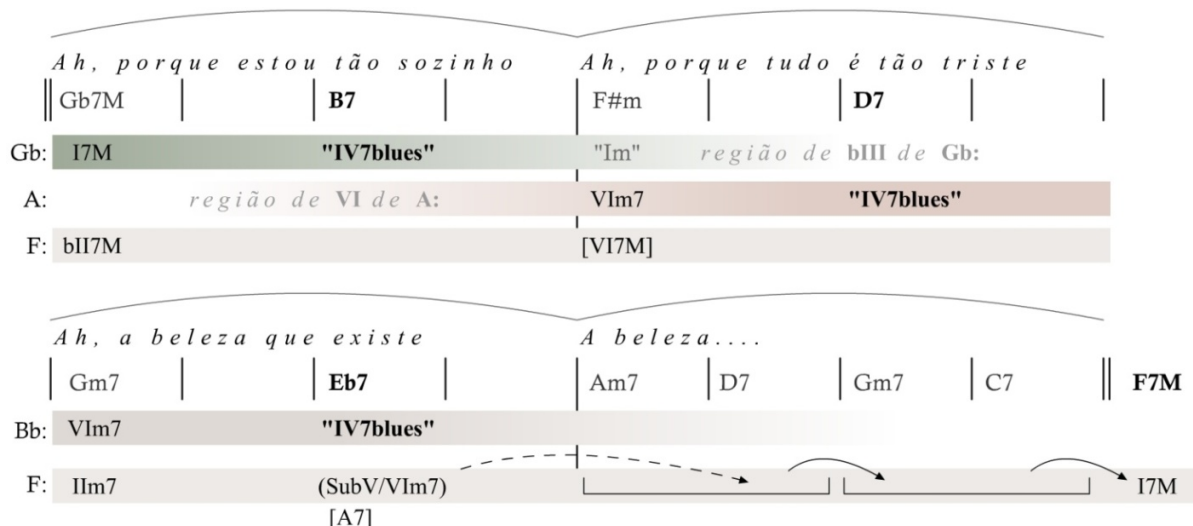 Ah, porque estou tão sozinho Ah, porque tudo é tão triste
Gb7M B7 F#m D7
Gb: I7M "IV7blues" "Im" região de bIII de Gb:
A: região de VI de A: VIm7 "IV7blues"
F: bII7M [VI7M]
Ah, a beleza que existe A beleza....
Gm7 Eb7 Am7 D7 Gm7 C7 F7M
Bb: VIm7 "IV7blues"
F: IIm7 (SubV/VIm7) I7M
[A7]